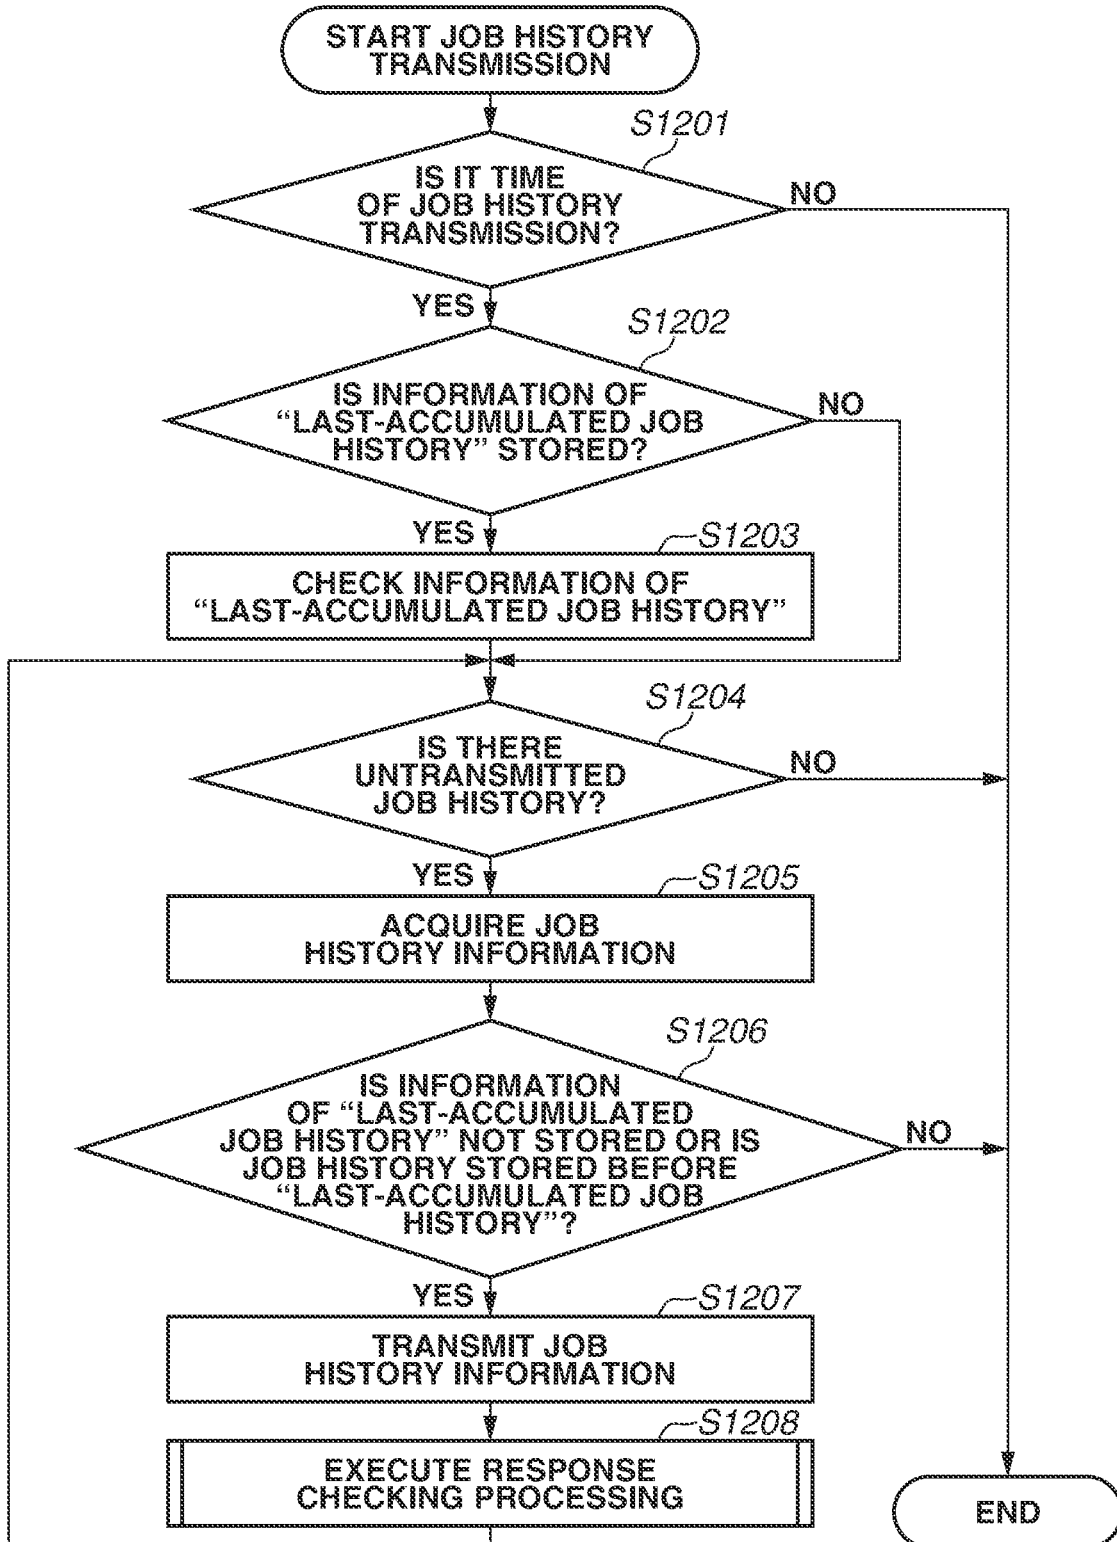 START JOB HISTORY
TRANSMISSION
S1201
IS IT TIME
OF JOB HISTORY
TRANSMISSION?
NO
YES
S1202
IS INFORMATION OF
“LAST-ACCUMULATED JOB
HISTORY” STORED?
NO
YES
S1203
CHECK INFORMATION OF
“LAST-ACCUMULATED JOB HISTORY”
S1204
IS THERE
UNTRANSMITTED
JOB HISTORY?
NO
YES
S1205
ACQUIRE JOB
HISTORY INFORMATION
S1206
IS INFORMATION
OF “LAST-ACCUMULATED
JOB HISTORY” NOT STORED OR IS
JOB HISTORY STORED BEFORE
“LAST-ACCUMULATED JOB
HISTORY”?
NO
YES
S1207
TRANSMIT JOB
HISTORY INFORMATION
S1208
EXECUTE RESPONSE
CHECKING PROCESSING
END